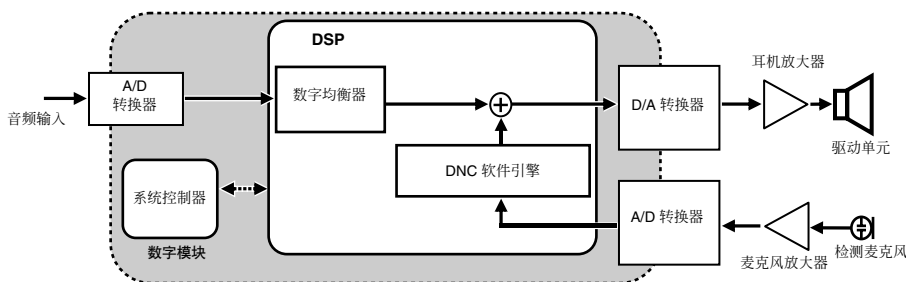 DSP
耳机放大器
A/D
转换器
数字均衡器
D/A 转换器
音频输入
驱动单元
DNC 软件引擎
系统控制器
A/D 转换器
数字模块
麦克风放大器
检测麦克风